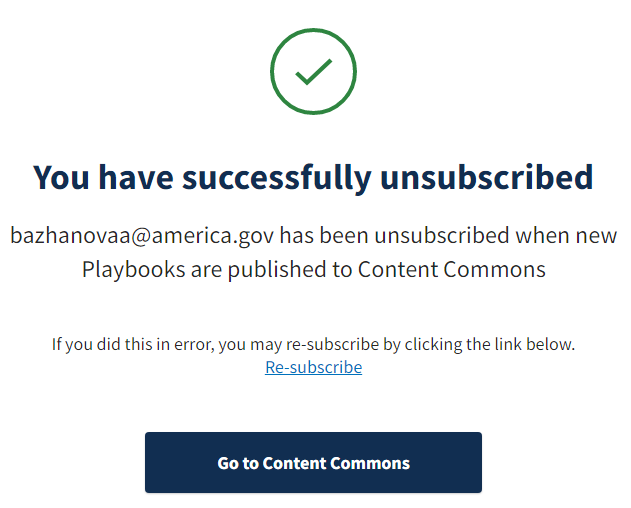 You have successfully unsubscribed
bazhanovaa@america.gov has been unsubscribed when new
Playbooks are published to Content Commons
If you did this in error, you may re-subscribe by clicking the link below.
Re-subscribe
Go to Content Commons